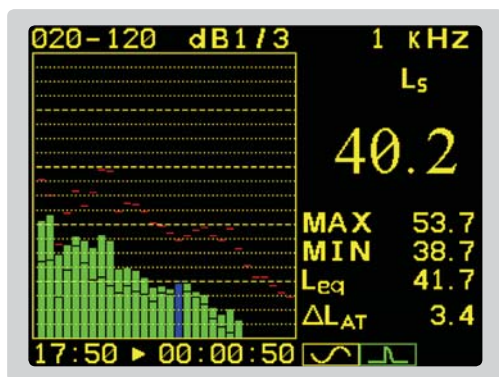 020-120 dB1/3 1 KHz
LS
40.2
MAX 53.7
MIN 38.7
Leq 41.7
ΔLAT 3.4
17:50 ► 00:00:50